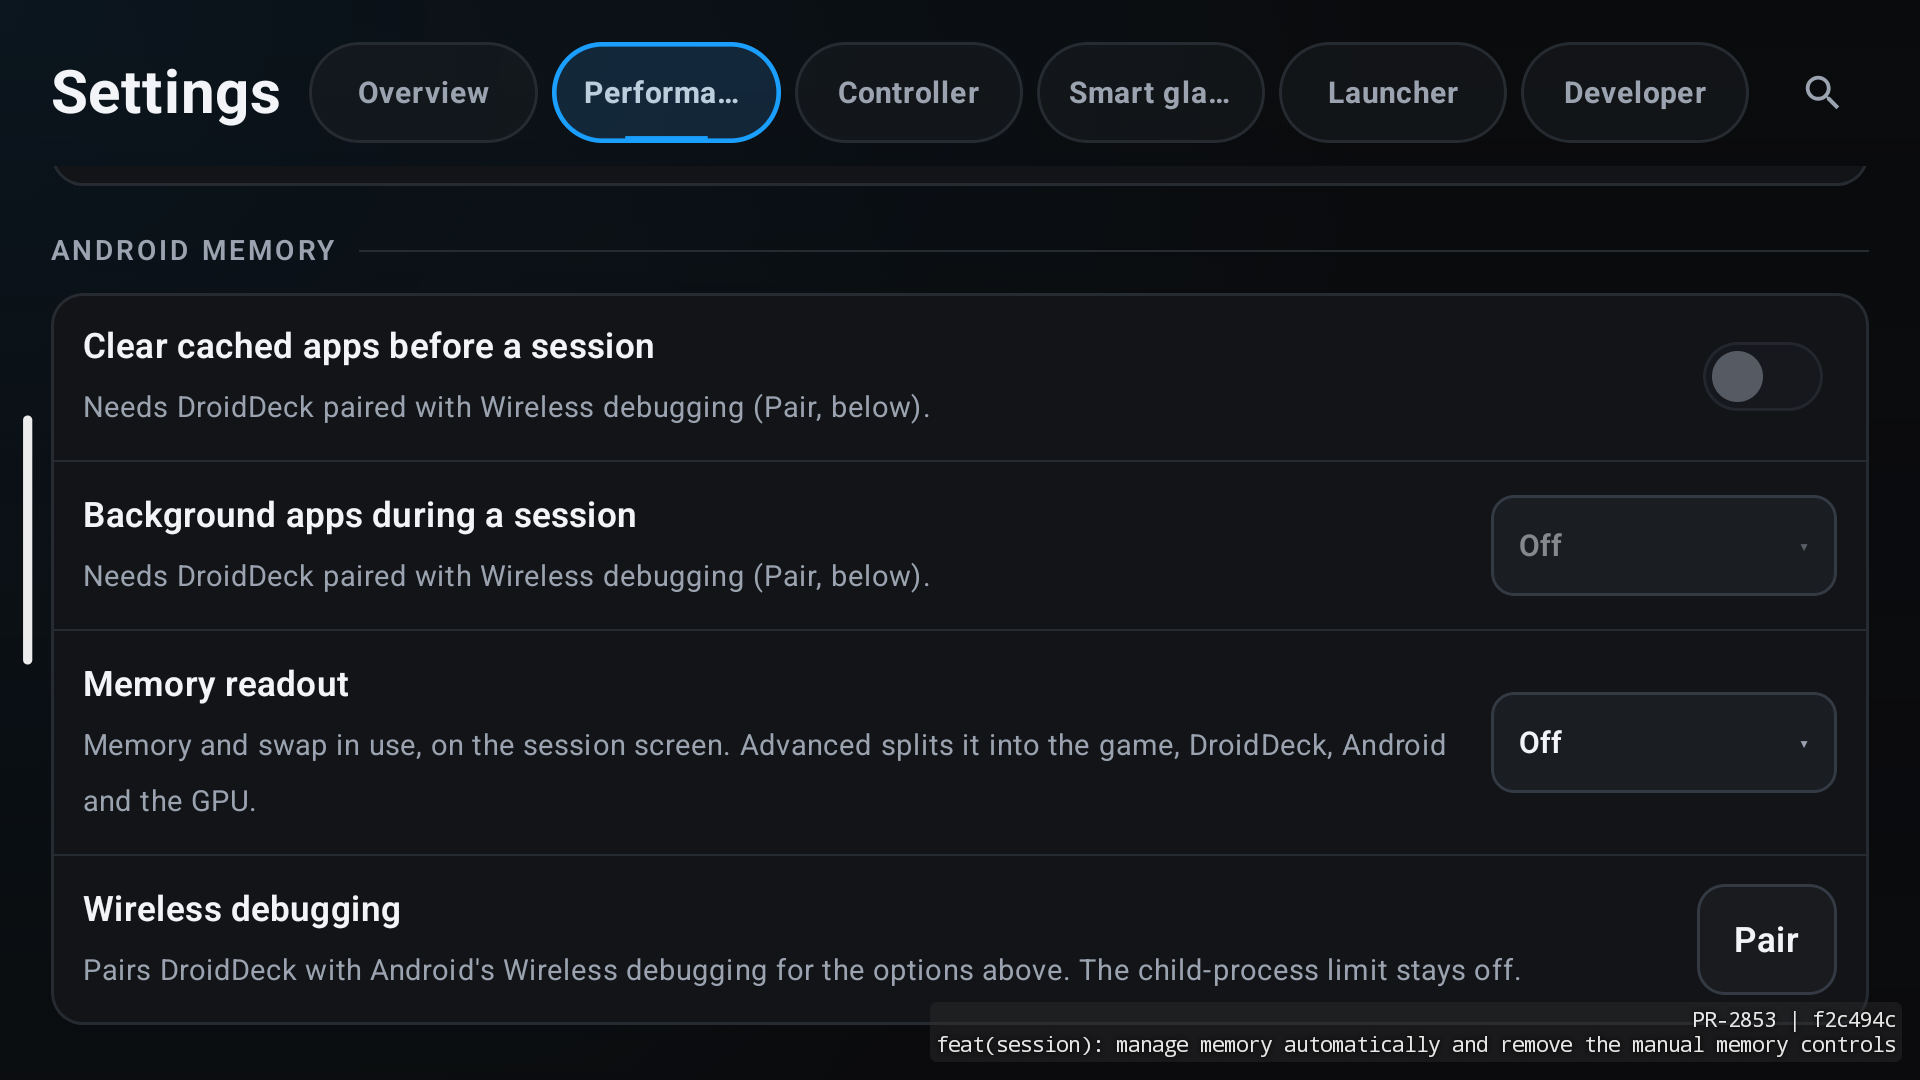 Settings
Overview
Performa…
Controller
Smart gla…
Launcher
Developer
ANDROID MEMORY
Clear cached apps before a session
Needs DroidDeck paired with Wireless debugging (Pair, below).
Background apps during a session
Needs DroidDeck paired with Wireless debugging (Pair, below).
Off
Memory readout
Memory and swap in use, on the session screen. Advanced splits it into the game, DroidDeck, Android
and the GPU.
Off
Wireless debugging
Pairs DroidDeck with Android's Wireless debugging for the options above. The child-process limit stays off.
Pair
PR-2853 | f2c494c
feat(session): manage memory automatically and remove the manual memory controls